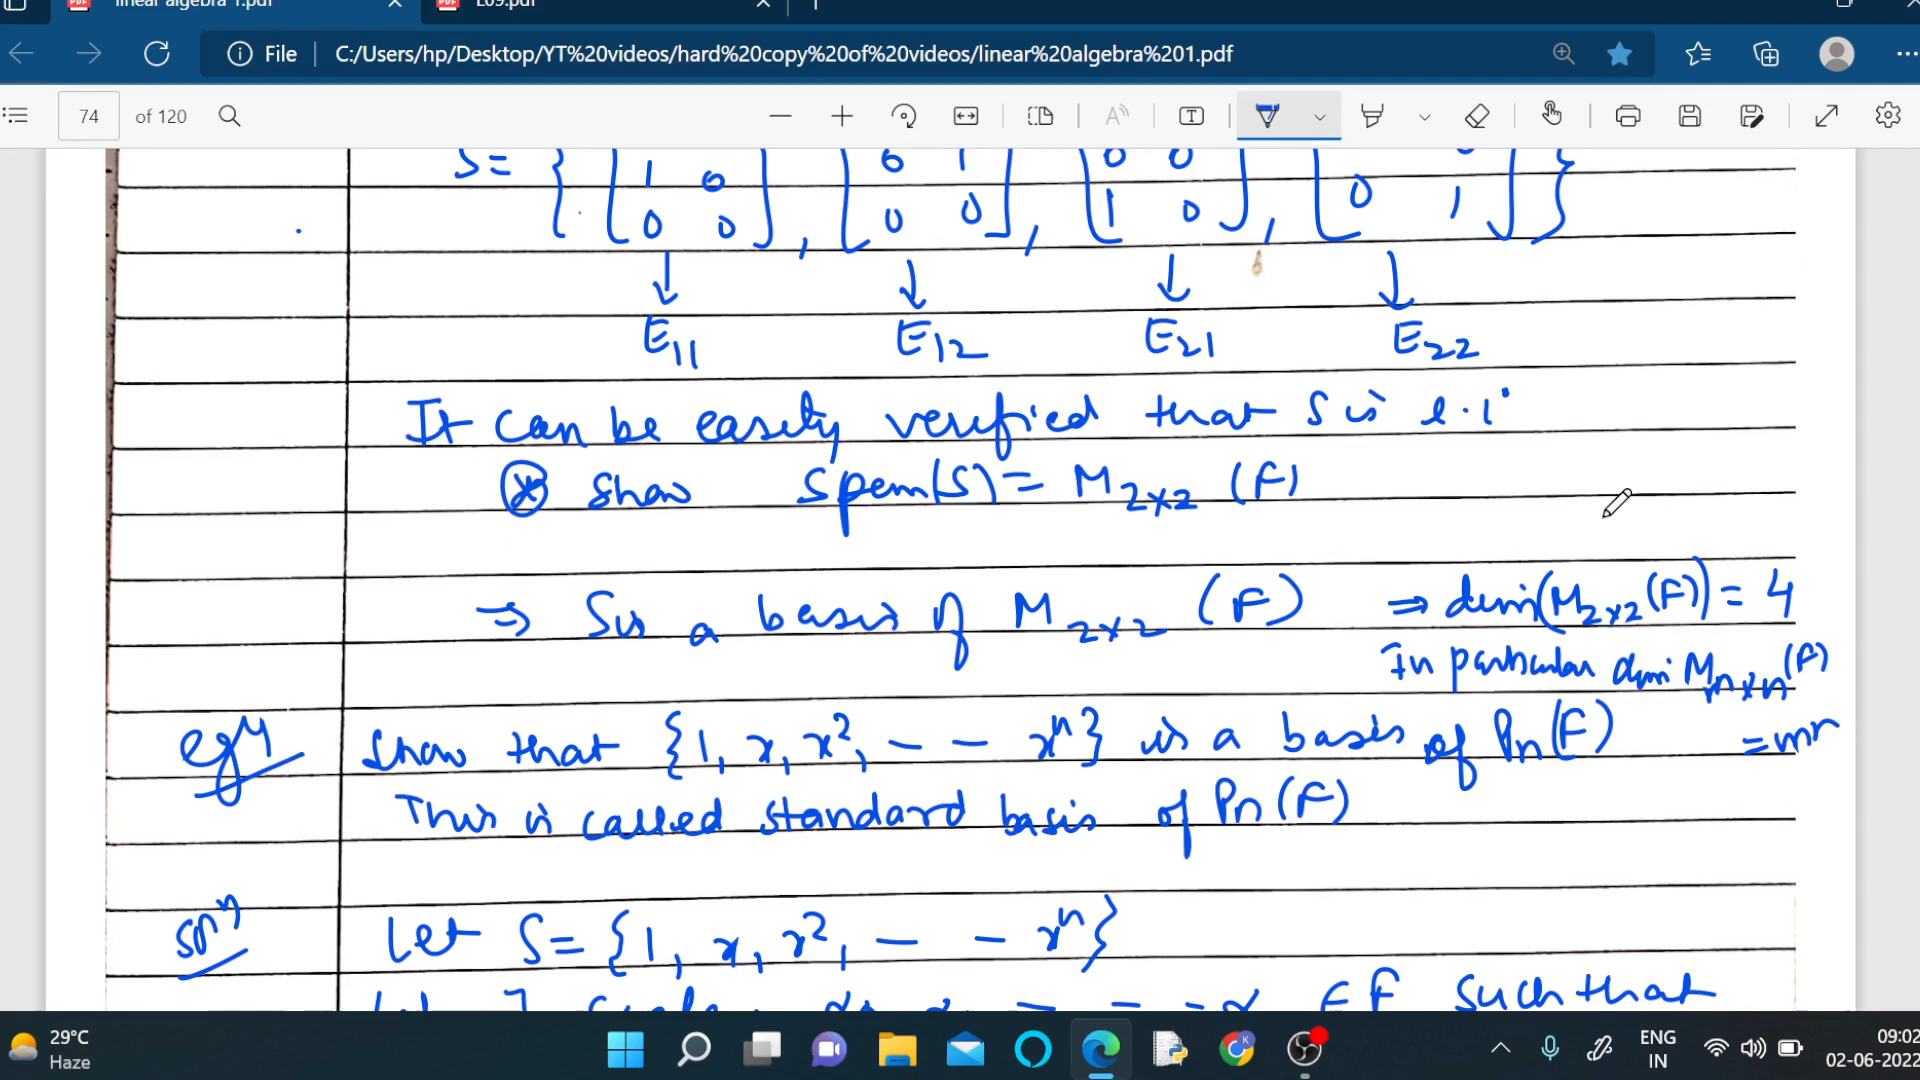 linear algebra 1.pdf
L09.pdf
File C:/Users/hp/Desktop/YT%20videos/hard%20copy%20of%20videos/linear%20algebra%201.pdf
74 of 120
S= { [ 1 0 , [ 0 1 , [ 0 0 , [ 0
0 0 ] 0 0 ] 1 0 ] 0 1 ] }
E11 E12 E21 E22
It can be easily verified that S is l.i
⊛ show Span(S) = M2×2 (F)
⇒ S is a basis of M2×2 (F) ⇒ dim(M2×2(F)) = 4
In particular dim Mm×n(F)
= mn
eg4 Show that {1, x, x², – – xⁿ} is a basis of Pn(F)
This is called standard basis of Pn(F)
solⁿ Let S = {1, x, x², – – xⁿ}
∈ F such that
29°C
Haze
ENG
IN
09:02
02-06-2022